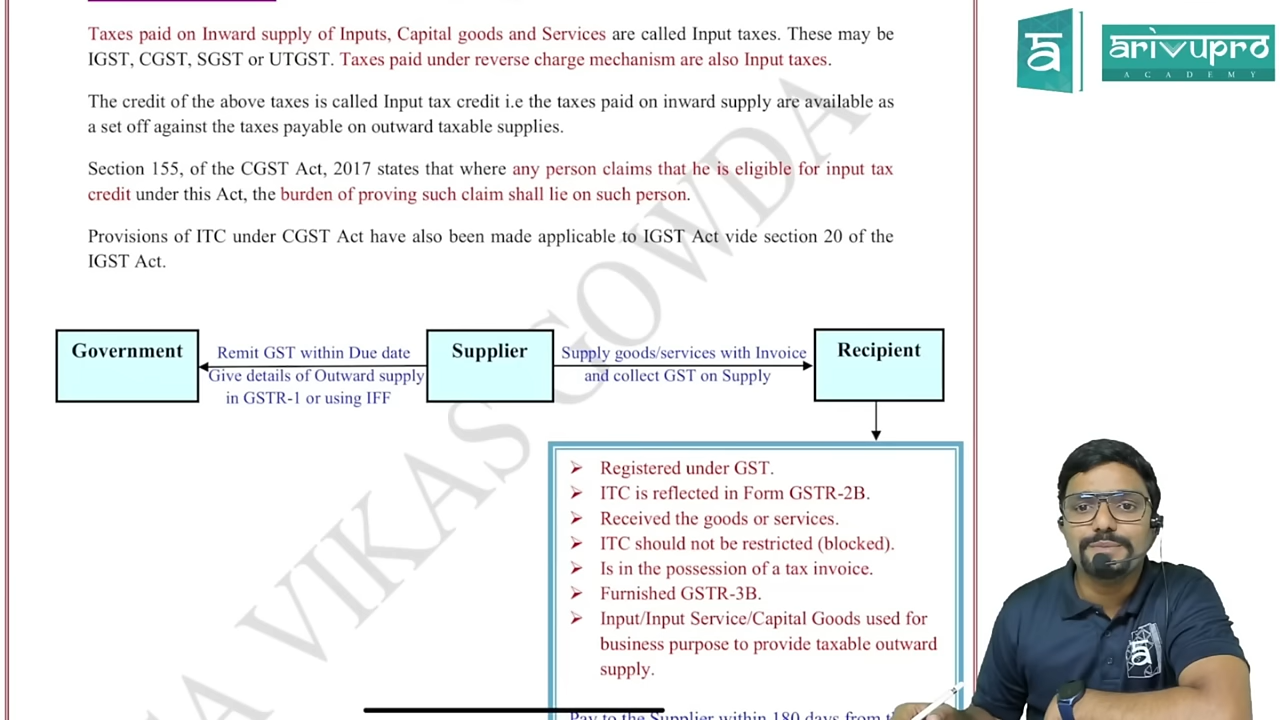 Taxes paid on Inward supply of Inputs, Capital goods and Services are called Input taxes. These may be
IGST, CGST, SGST or UTGST. Taxes paid under reverse charge mechanism are also Input taxes.
The credit of the above taxes is called Input tax credit i.e the taxes paid on inward supply are available as
a set off against the taxes payable on outward taxable supplies.
Section 155, of the CGST Act, 2017 states that where any person claims that he is eligible for input tax
credit under this Act, the burden of proving such claim shall lie on such person.
Provisions of ITC under CGST Act have also been made applicable to IGST Act vide section 20 of the
IGST Act.
Government
Remit GST within Due date
Give details of Outward supply
in GSTR-1 or using IFF
Supplier
Supply goods/services with Invoice
and collect GST on Supply
Recipient
Registered under GST.
ITC is reflected in Form GSTR-2B.
Received the goods or services.
ITC should not be restricted (blocked).
Is in the possession of a tax invoice.
Furnished GSTR-3B.
Input/Input Service/Capital Goods used for
business purpose to provide taxable outward
supply.
Pay to the Supplier within 180 days from
VIKAS GOWDA
arivupro
ACADEMY